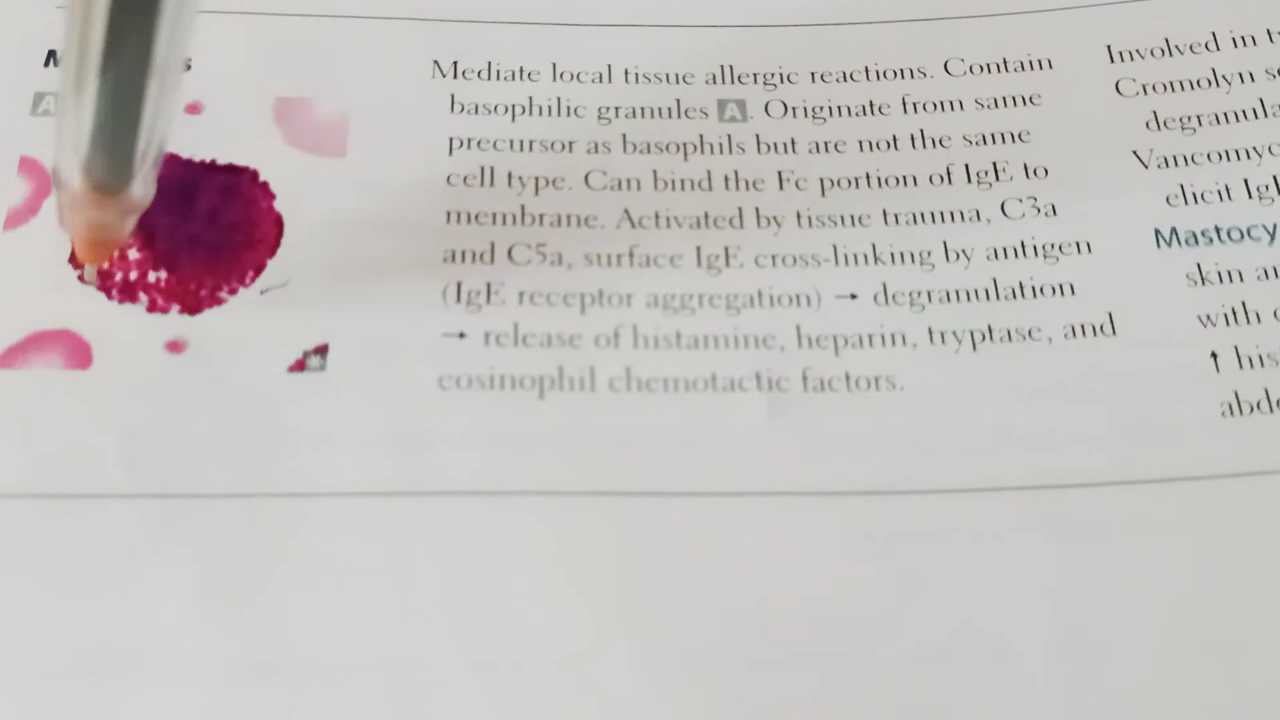 A
Mediate local tissue allergic reactions. Contain
basophilic granules A. Originate from same
precursor as basophils but are not the same
cell type. Can bind the Fc portion of IgE to
membrane. Activated by tissue trauma, C3a
and C5a, surface IgE cross-linking by antigen
(IgE receptor aggregation) → degranulation
→ release of histamine, heparin, tryptase, and
eosinophil chemotactic factors.
Involved in
Cromolyn
degranula
Vancomyc
elicit
Mastocy
skin
with
↑ his
abdo